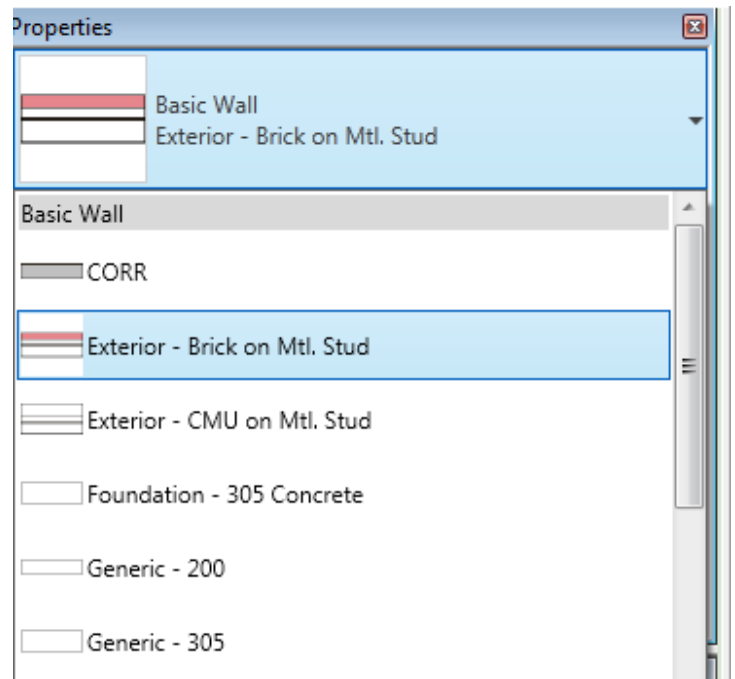 Properties
Basic Wall
Exterior - Brick on Mtl. Stud
Basic Wall
CORR
Exterior - Brick on Mtl. Stud
Exterior - CMU on Mtl. Stud
Foundation - 305 Concrete
Generic - 200
Generic - 305